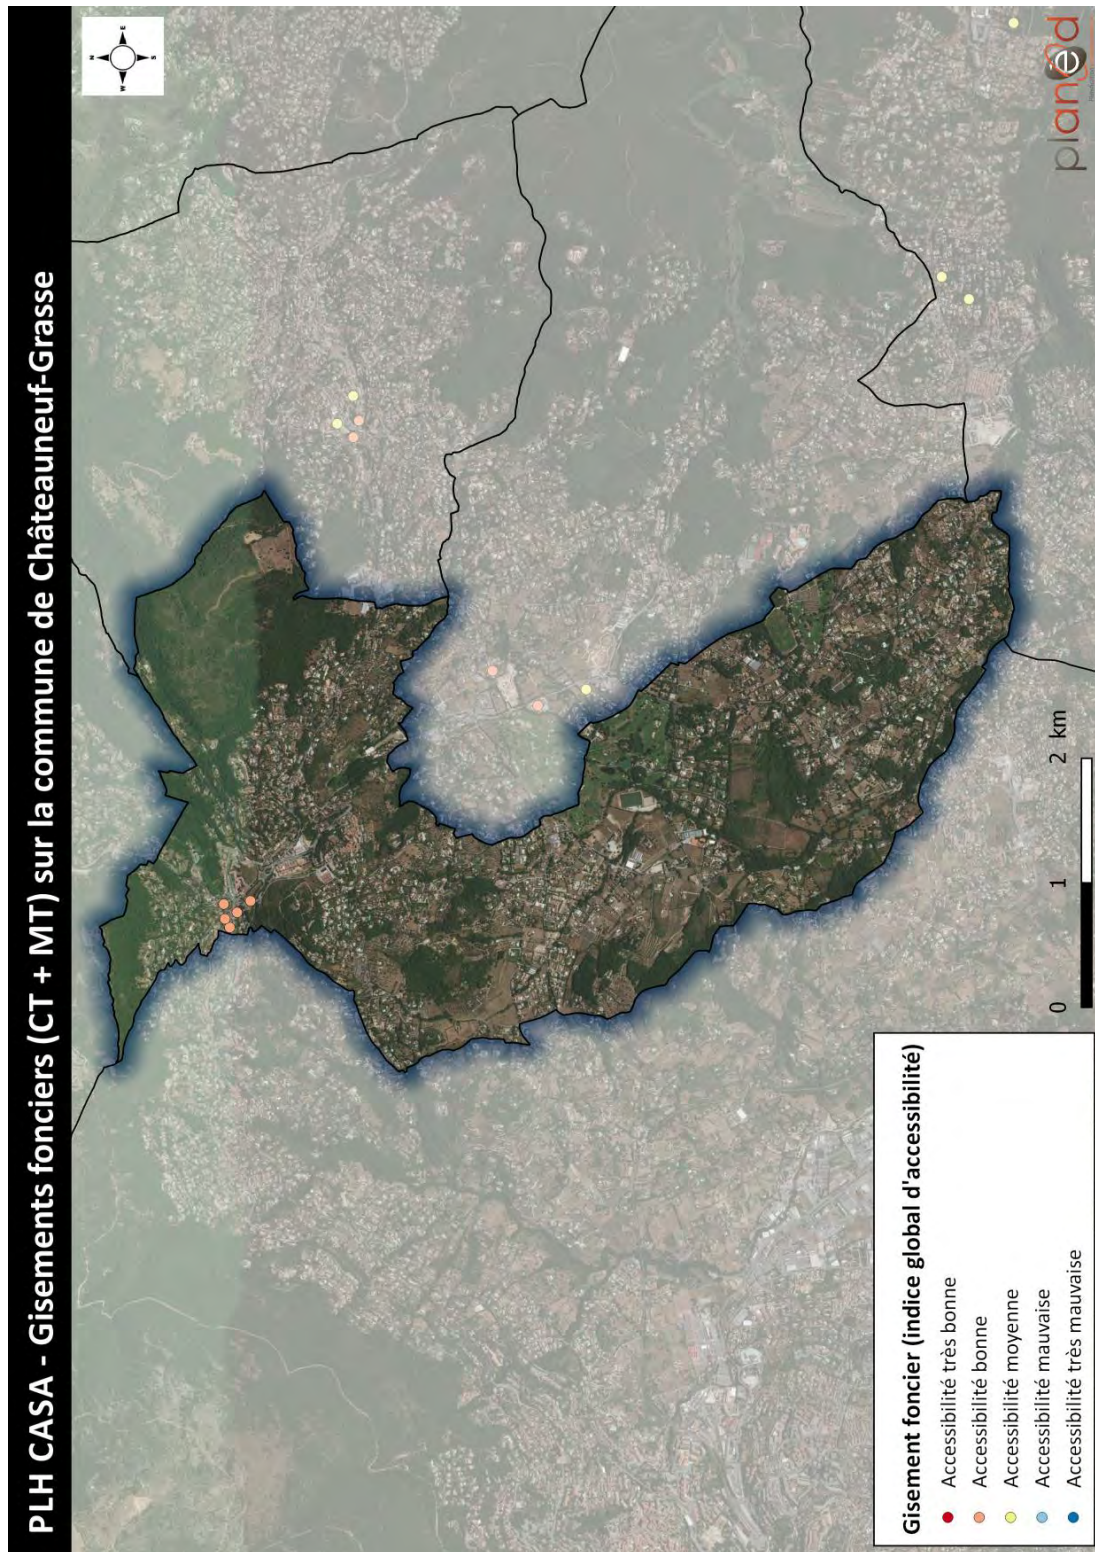 PLH CASA - Gisements fonciers (CT + MT) sur la commune de Châteauneuf-Grasse
N
W
E
S
0 1 2 km
Gisement foncier (indice global d'accessibilité)
Accessibilité très bonne
Accessibilité bonne
Accessibilité moyenne
Accessibilité mauvaise
Accessibilité très mauvaise
planèd